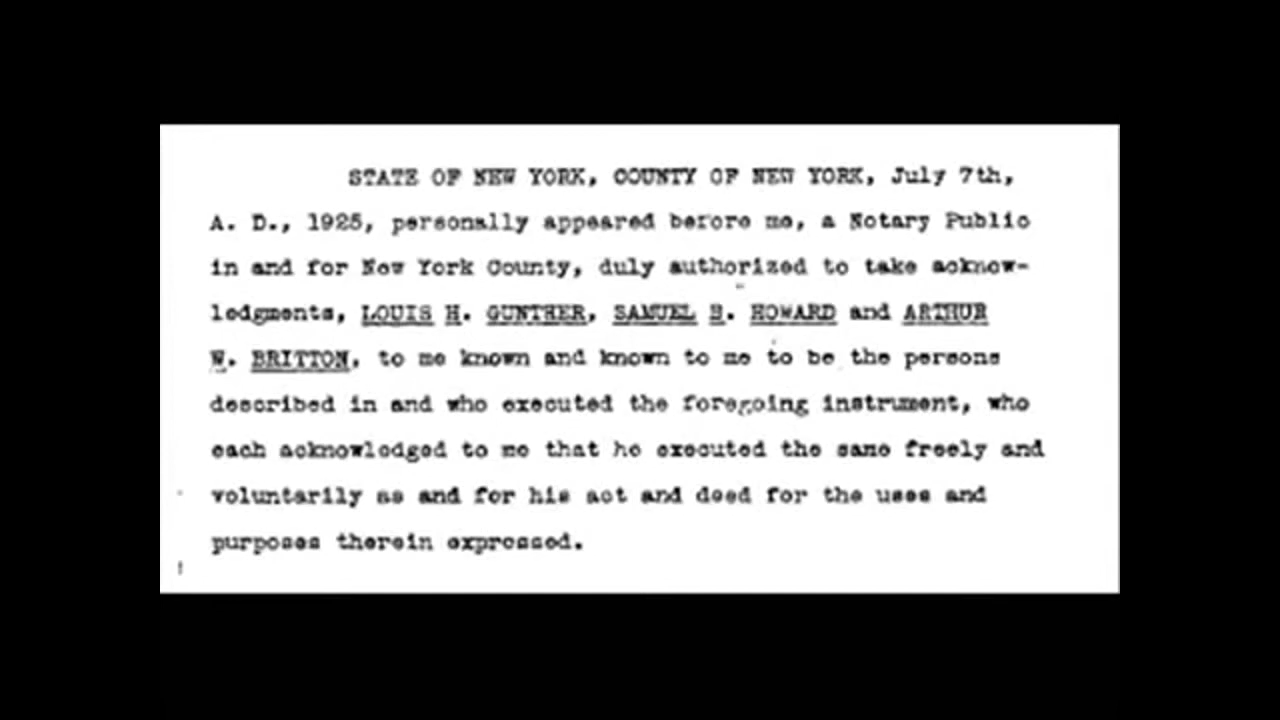 STATE OF NEW YORK, COUNTY OF NEW YORK, July 7th,
A. D., 1925, personally appeared before me, a Notary Public
in and for New York County, duly authorized to take acknow-
ledgments, LOUIS H. GUNTHER, SAMUEL B. HOWARD and ARTHUR
W. BRITTON, to me known and known to me to be the persons
described in and who executed the foregoing instrument, who
each acknowledged to me that he executed the same freely and
voluntarily as and for his act and deed for the uses and
purposes therein expressed.